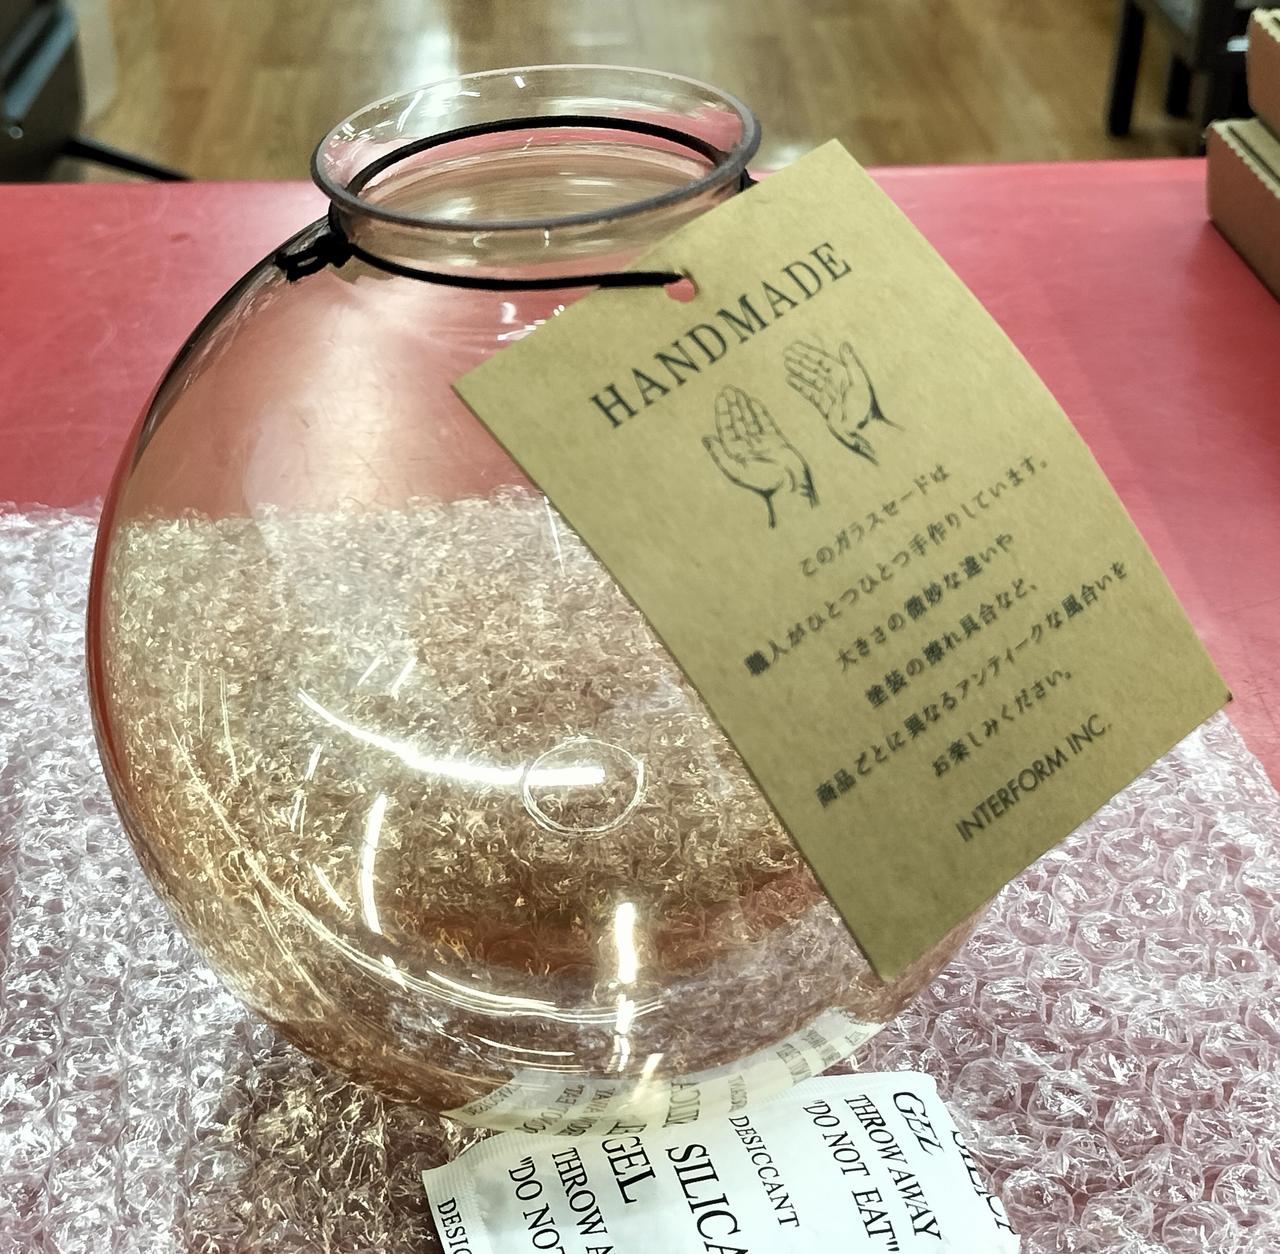 HANDMADE
このガラスセードは
職人がひとつひとつ手作りしています。
大きさの微妙な違いや
塗装の擦れ具合など、
商品ごとに異なるアンティークな風合いを
お楽しみください。
INTERFORM INC.
GEL
THROW AWAY
"DO NOT EAT"
DESICCANT
SILICA
GEL
THROW A
"DO NOT
DESIC